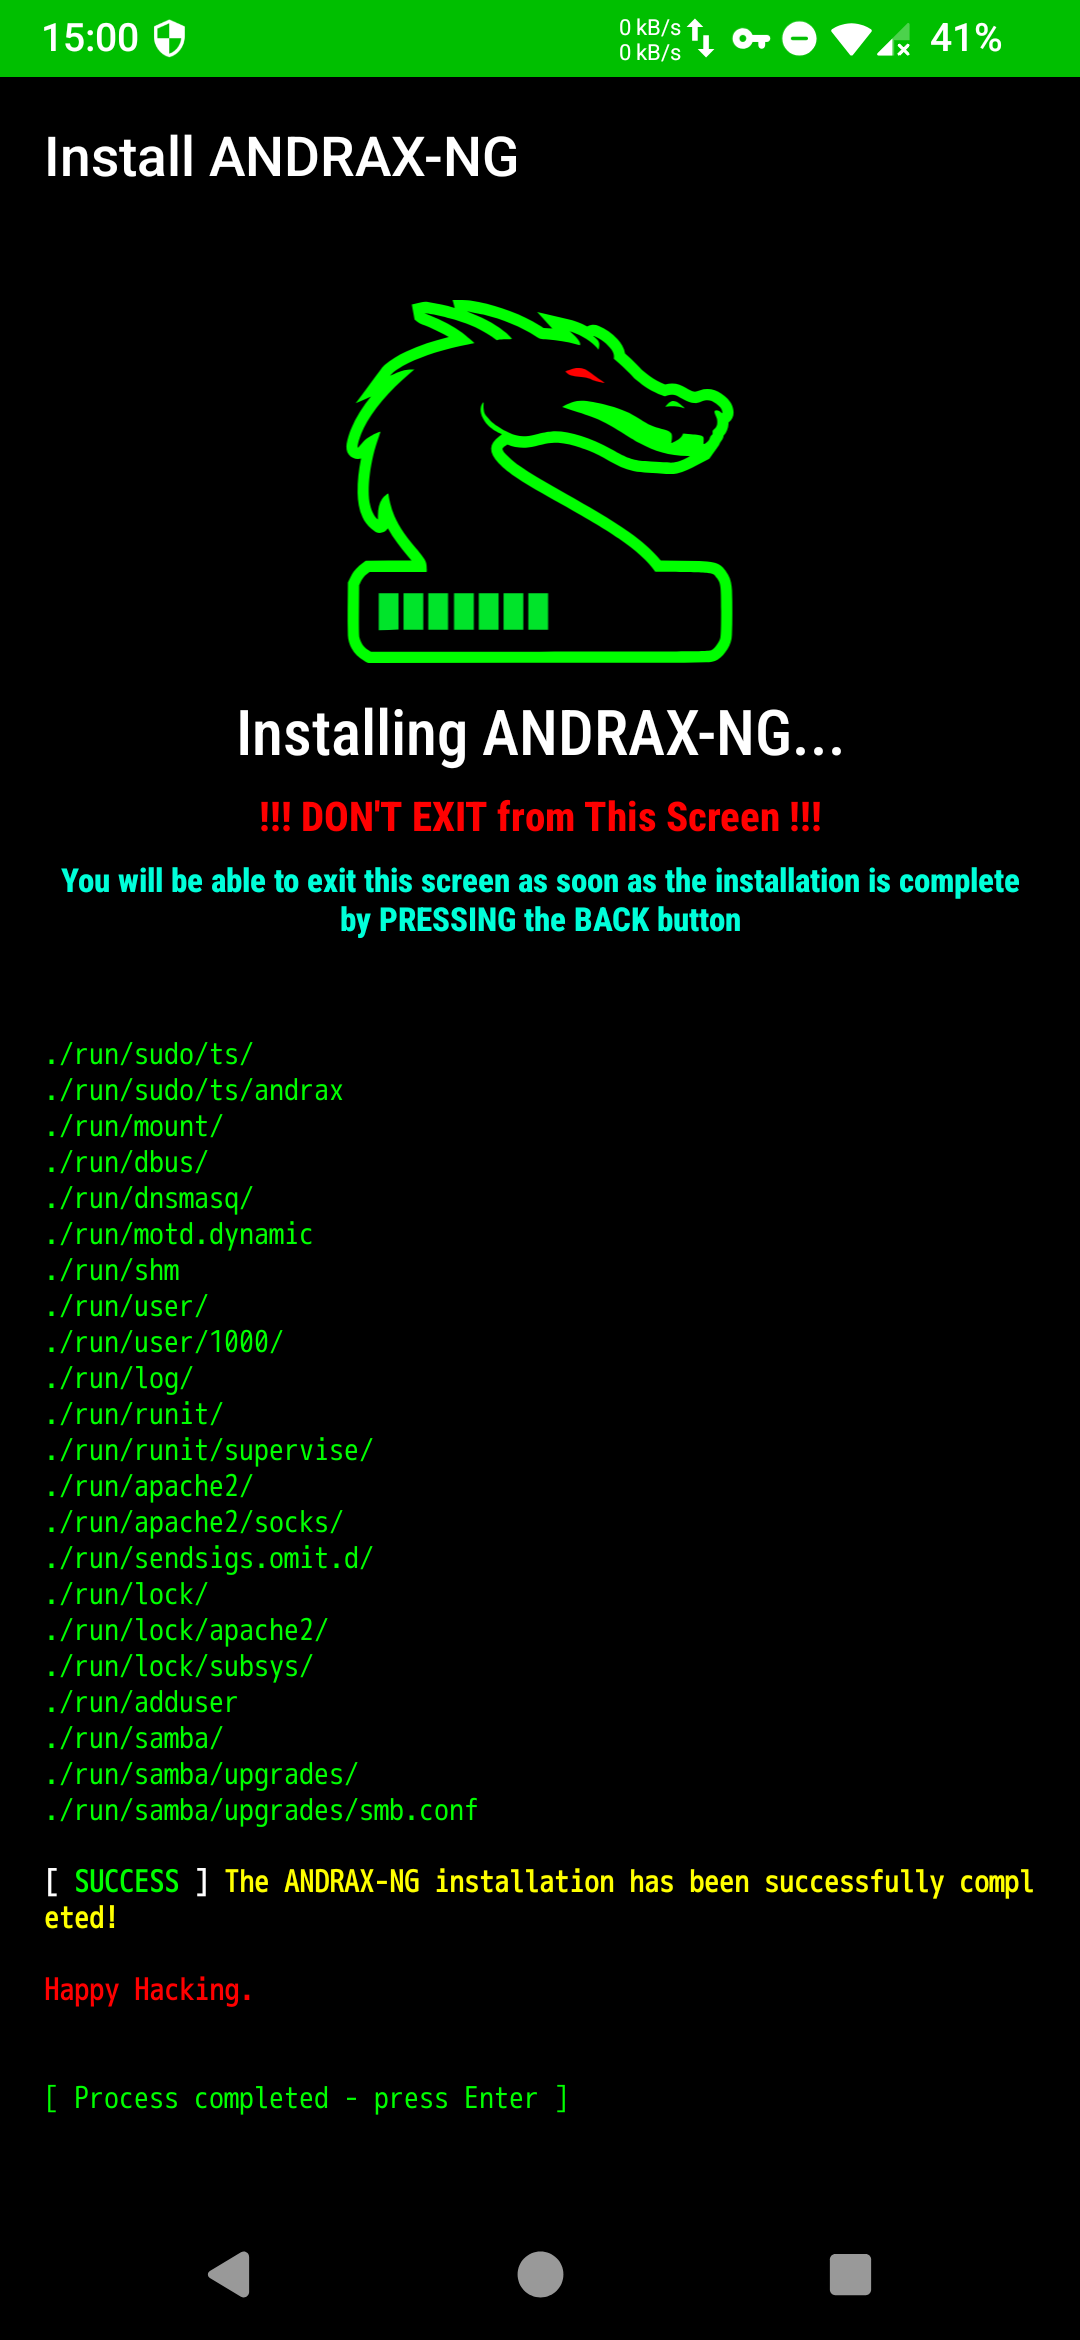 15:00
0 kB/s
0 kB/s
41%
Install ANDRAX-NG
Installing ANDRAX-NG...
!!! DON'T EXIT from This Screen !!!
You will be able to exit this screen as soon as the installation is complete
by PRESSING the BACK button
./run/sudo/ts/
./run/sudo/ts/andrax
./run/mount/
./run/dbus/
./run/dnsmasq/
./run/motd.dynamic
./run/shm
./run/user/
./run/user/1000/
./run/log/
./run/runit/
./run/runit/supervise/
./run/apache2/
./run/apache2/socks/
./run/sendsigs.omit.d/
./run/lock/
./run/lock/apache2/
./run/lock/subsys/
./run/adduser
./run/samba/
./run/samba/upgrades/
./run/samba/upgrades/smb.conf
[ SUCCESS ] The ANDRAX-NG installation has been successfully compl
eted!
Happy Hacking.
[ Process completed - press Enter ]